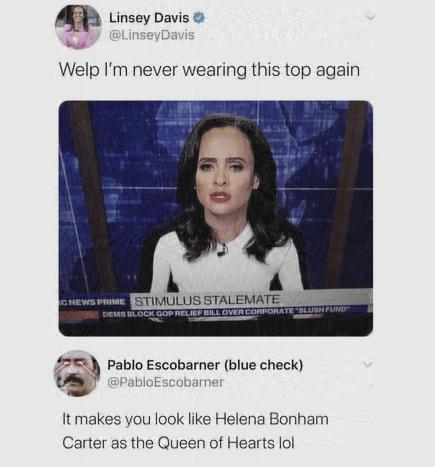 Linsey Davis
@LinseyDavis
Welp I'm never wearing this top again
C NEWS PRIME STIMULUS STALEMATE
DEMS BLOCK GOP RELIEF BILL OVER CORPORATE "SLUSH FUND"
Pablo Escobarner (blue check)
@PabloEscobarner
It makes you look like Helena Bonham
Carter as the Queen of Hearts lol